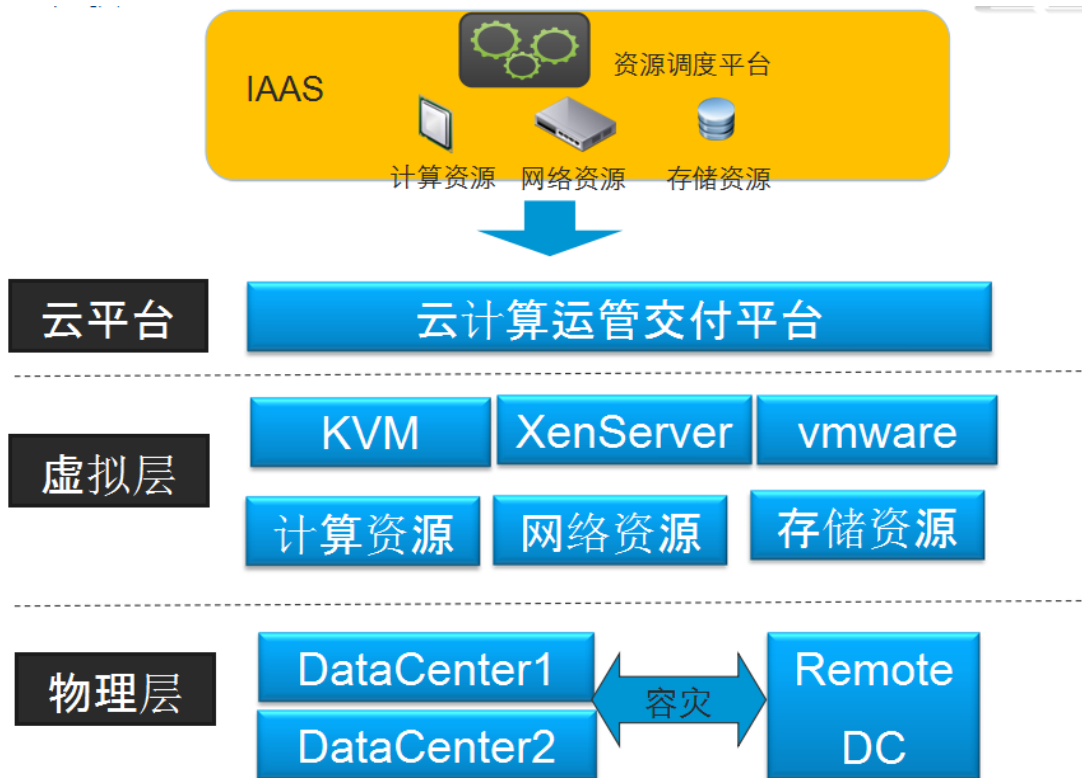 IAAS
资源调度平台
计算资源 网络资源 存储资源
云平台
云计算运管交付平台
虚拟层
KVM XenServer vmware
计算资源 网络资源 存储资源
物理层
DataCenter1
DataCenter2
容灾
Remote
DC